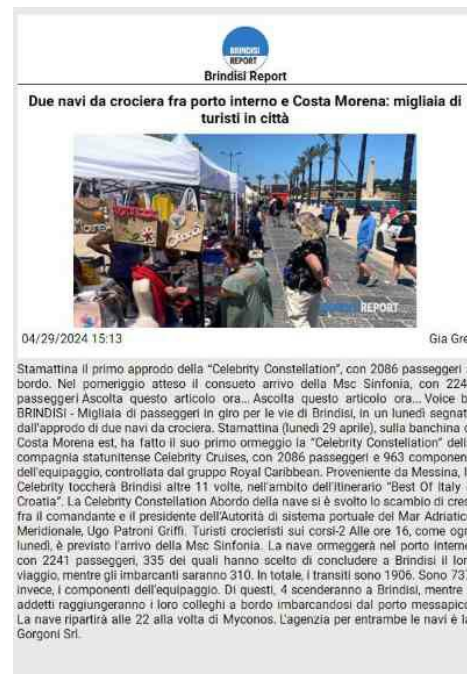 BRINDISI
REPORT
Brindisi Report
Due navi da crociera fra porto interno e Costa Morena: migliaia di
turisti in città
BRINDISI REPORT
04/29/2024 15:13
Gia Gre
Stamattina il primo approdo della “Celebrity Constellation”, con 2086 passeggeri
bordo. Nel pomeriggio atteso il consueto arrivo della Msc Sinfonia, con 224
passeggeri Ascolta questo articolo ora... Ascolta questo articolo ora... Voice b
BRINDISI - Migliaia di passeggeri in giro per le vie di Brindisi, in un lunedì segnat
dall'approdo di due navi da crociera. Stamattina (lunedì 29 aprile), sulla banchina d
Costa Morena est, ha fatto il suo primo ormeggio la “Celebrity Constellation” dell
compagnia statunitense Celebrity Cruises, con 2086 passeggeri e 963 component
dell'equipaggio, controllata dal gruppo Royal Caribbean. Proveniente da Messina, l
Celebrity toccherà Brindisi altre 11 volte, nell'ambito dell'itinerario “Best Of Italy
Croatia”. La Celebrity Constellation Abordo della nave si è svolto lo scambio di cres
fra il comandante e il presidente dell'Autorità di sistema portuale del Mar Adriatic
Meridionale, Ugo Patroni Griffi. Turisti crocieristi sui corsi-2 Alle ore 16, come ogn
lunedì, è previsto l'arrivo della Msc Sinfonia. La nave ormeggerà nel porto interno
con 2241 passeggeri, 335 dei quali hanno scelto di concludere a Brindisi il lor
viaggio, mentre gli imbarcanti saranno 310. In totale, i transiti sono 1906. Sono 737
invece, i componenti dell'equipaggio. Di questi, 4 scenderanno a Brindisi, mentre
addetti raggiungeranno i loro colleghi a bordo imbarcandosi dal porto messapico
La nave ripartirà alle 22 alla volta di Myconos. L'agenzia per entrambe le navi è la
Gorgoni Srl.